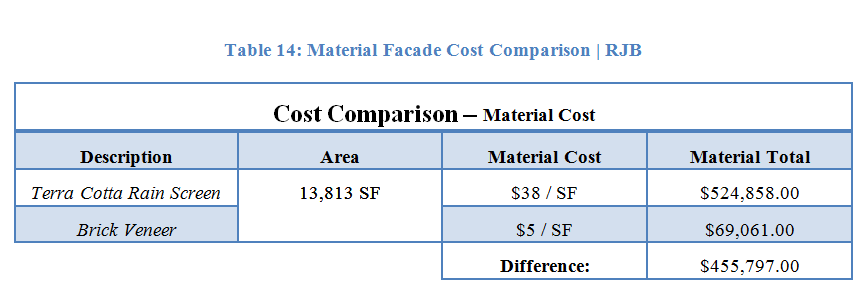 Table 14: Material Facade Cost Comparison | RJB
Cost Comparison – Material Cost
Description Area Material Cost Material Total
Terra Cotta Rain Screen 13,813 SF $38 / SF $524,858.00
Brick Veneer $5 / SF $69,061.00
Difference: $455,797.00